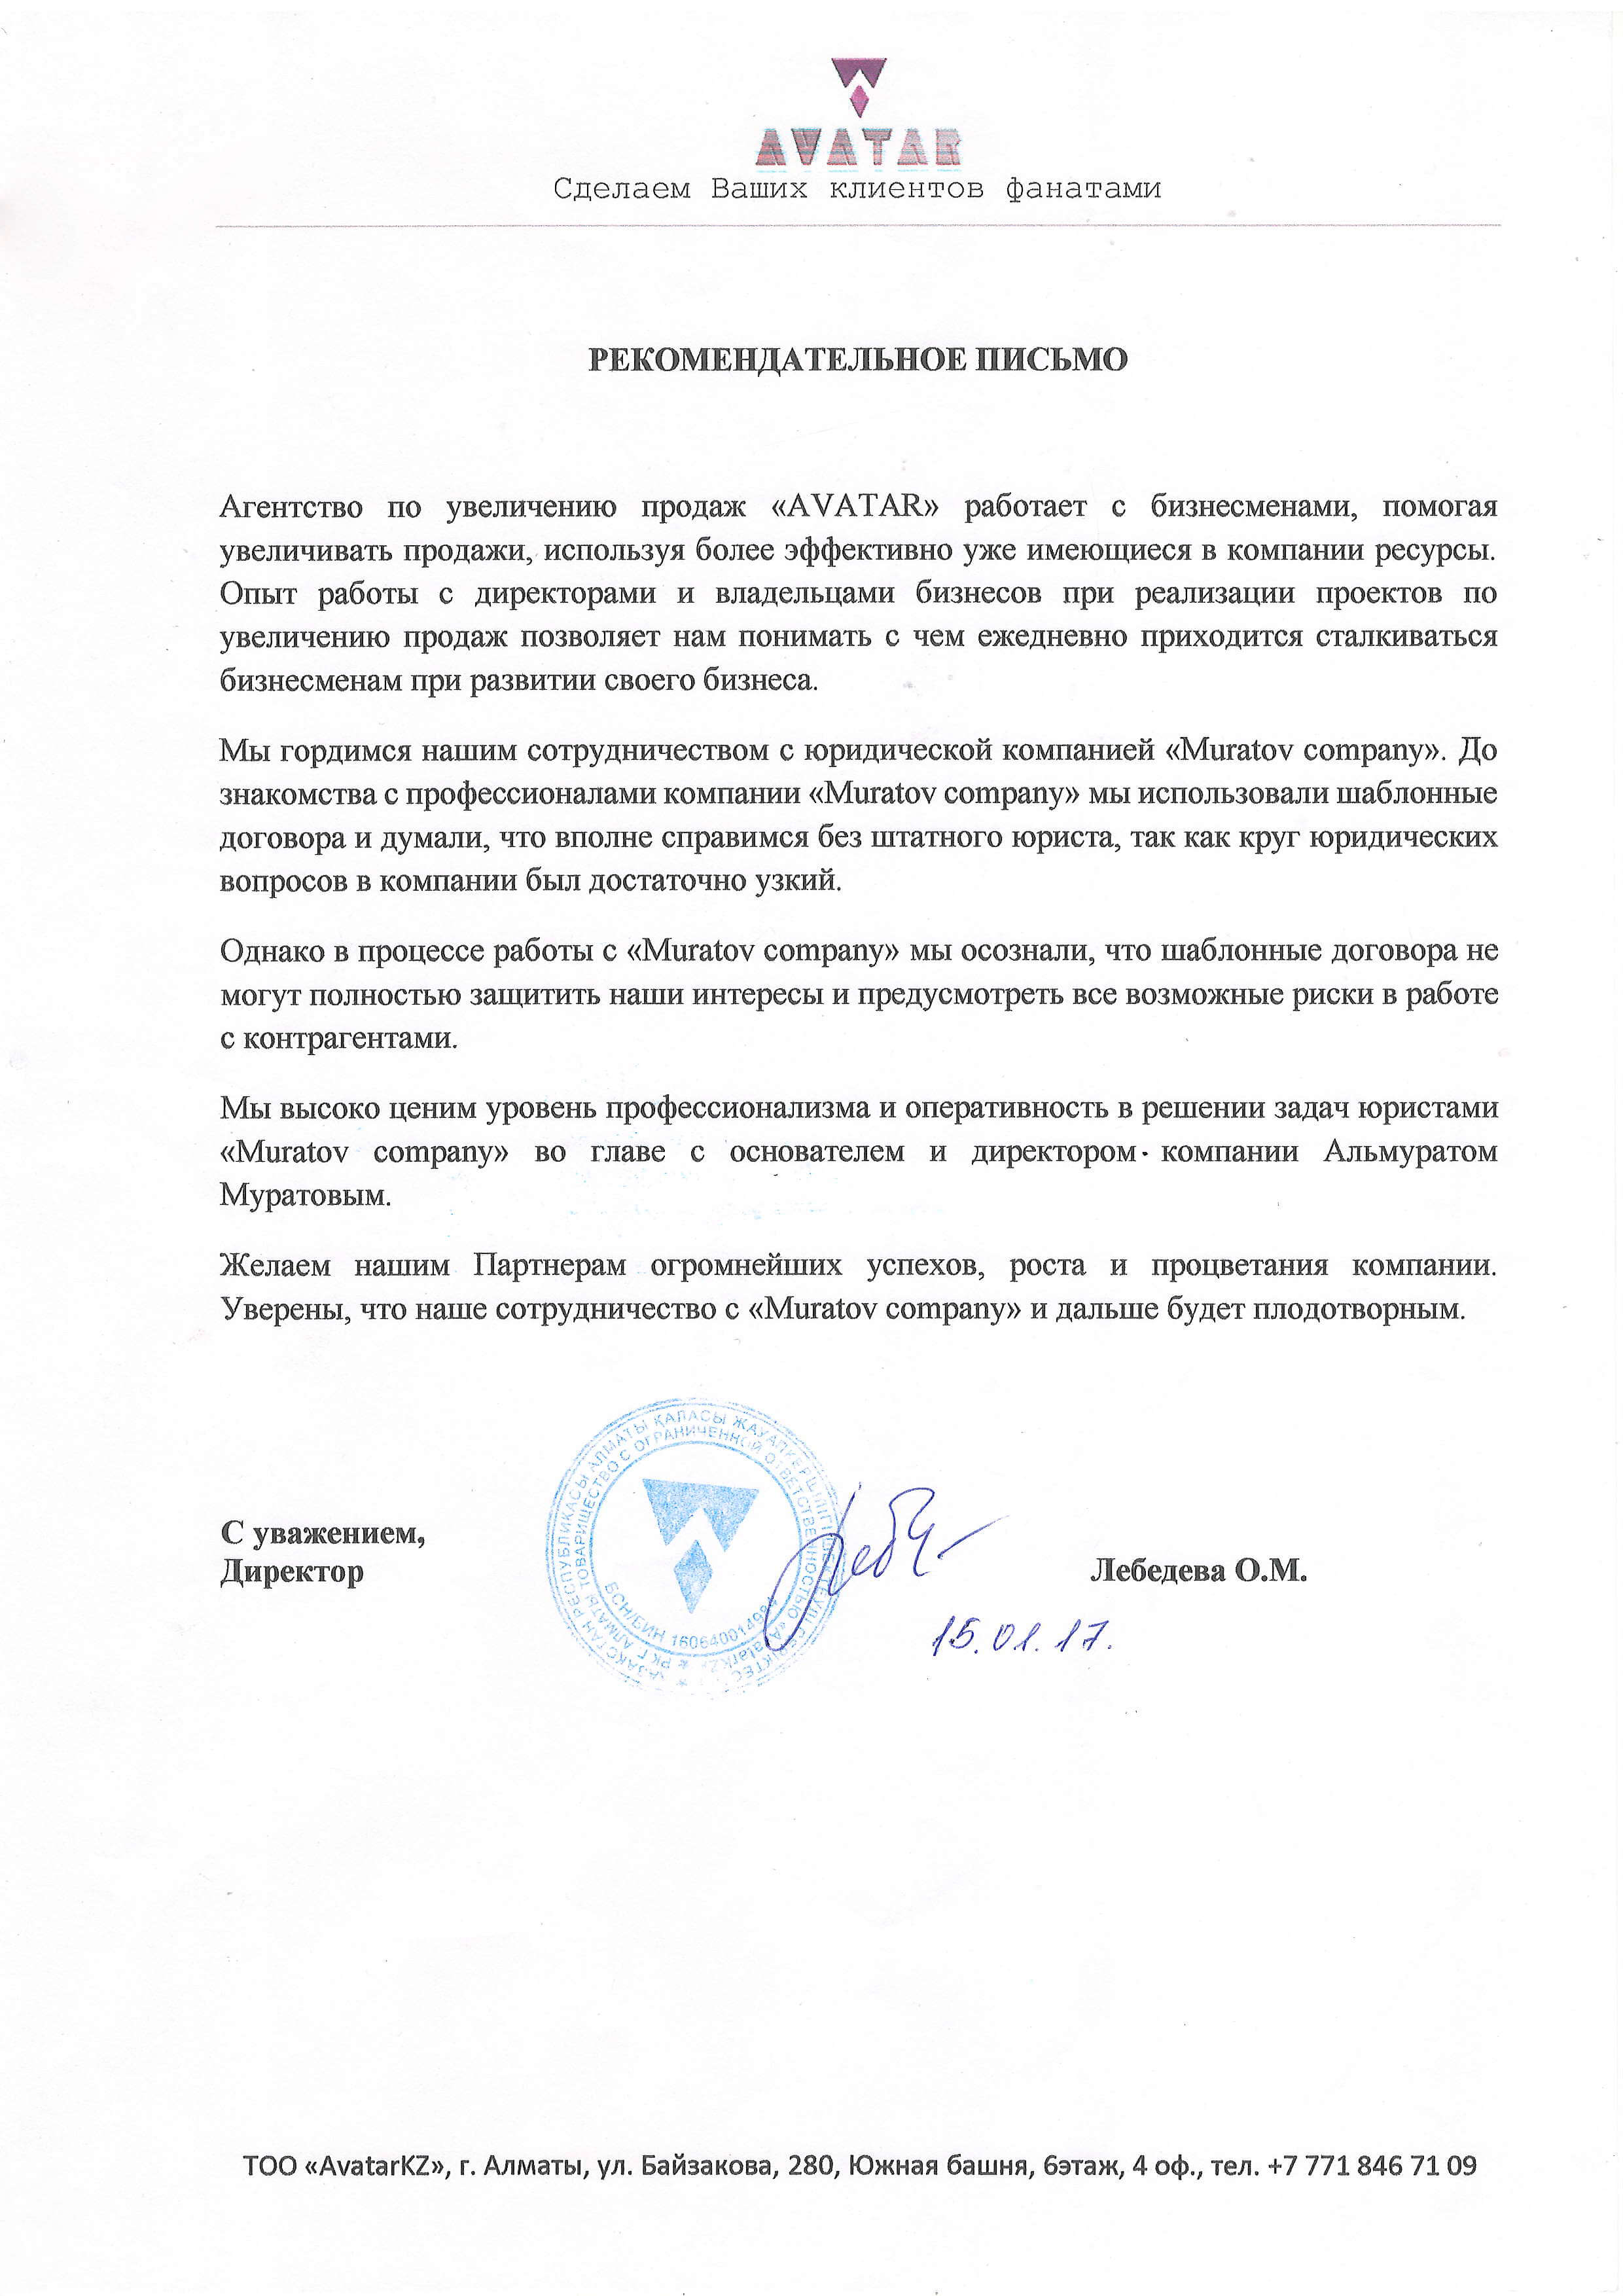 AVATAR
Сделаем Ваших клиентов фанатами
РЕКОМЕНДАТЕЛЬНОЕ ПИСЬМО
Агентство по увеличению продаж «AVATAR» работает с бизнесменами, помогая
увеличивать продажи, используя более эффективно уже имеющиеся в компании ресурсы.
Опыт работы с директорами и владельцами бизнесов при реализации проектов по
увеличению продаж позволяет нам понимать с чем ежедневно приходится сталкиваться
бизнесменам при развитии своего бизнеса.
Мы гордимся нашим сотрудничеством с юридической компанией «Muratov company». До
знакомства с профессионалами компании «Muratov company» мы использовали шаблонные
договора и думали, что вполне справимся без штатного юриста, так как круг юридических
вопросов в компании был достаточно узкий.
Однако в процессе работы с «Muratov company» мы осознали, что шаблонные договора не
могут полностью защитить наши интересы и предусмотреть все возможные риски в работе
с контрагентами.
Мы высоко ценим уровень профессионализма и оперативность в решении задач юристами
«Muratov company» во главе с основателем и директором компании Альмуратом
Муратовым.
Желаем нашим Партнерам огромнейших успехов, роста и процветания компании.
Уверены, что наше сотрудничество с «Muratov company» и дальше будет плодотворным.
ҚАЗАҚСТАН РЕСПУБЛИКАСЫ АЛМАТЫ ҚАЛАСЫ
РК Г. АЛМАТЫ ТОВАРИЩЕСТВО С ОГРАНИЧЕННОЙ ОТВЕТСТВЕННОСТЬЮ
БСН/БИН
С уважением,
Директор
Лебедева О.М.
15.01.17.
ТОО «AvatarKZ», г. Алматы, ул. Байзакова, 280, Южная башня, 6этаж, 4 оф., тел. +7 771 846 71 09